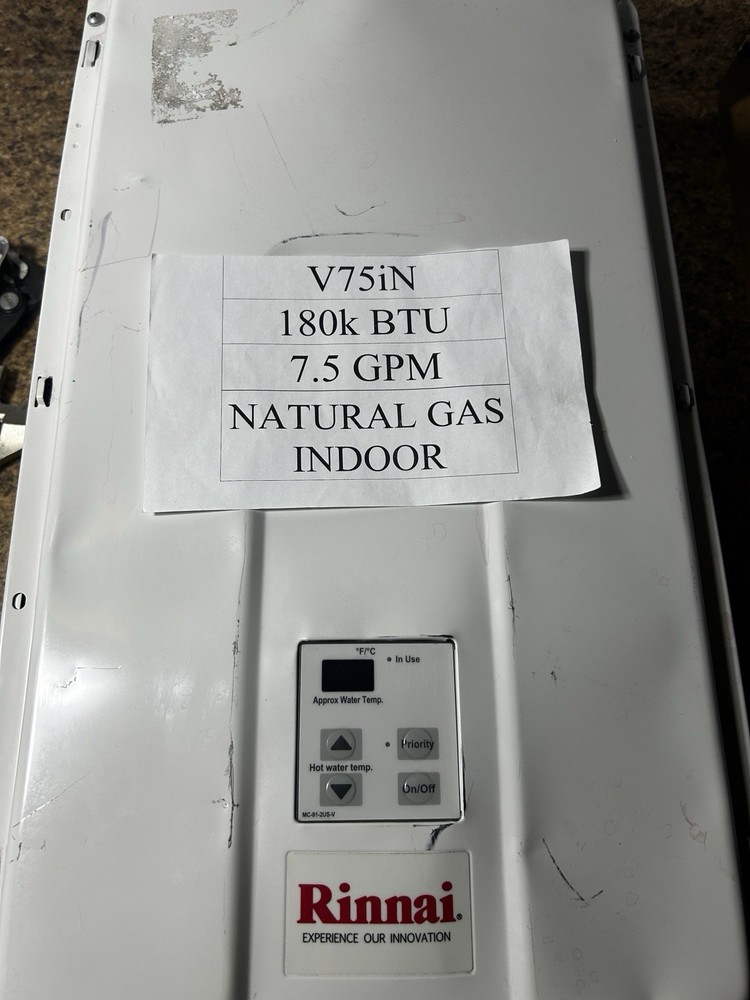 V75iN
180k BTU
7.5 GPM
NATURAL GAS
INDOOR
°F/°C
In Use
Approx Water Temp.
Priority
Hot water temp.
On/Off
MC-91-2US-V
Rinnai®
EXPERIENCE OUR INNOVATION